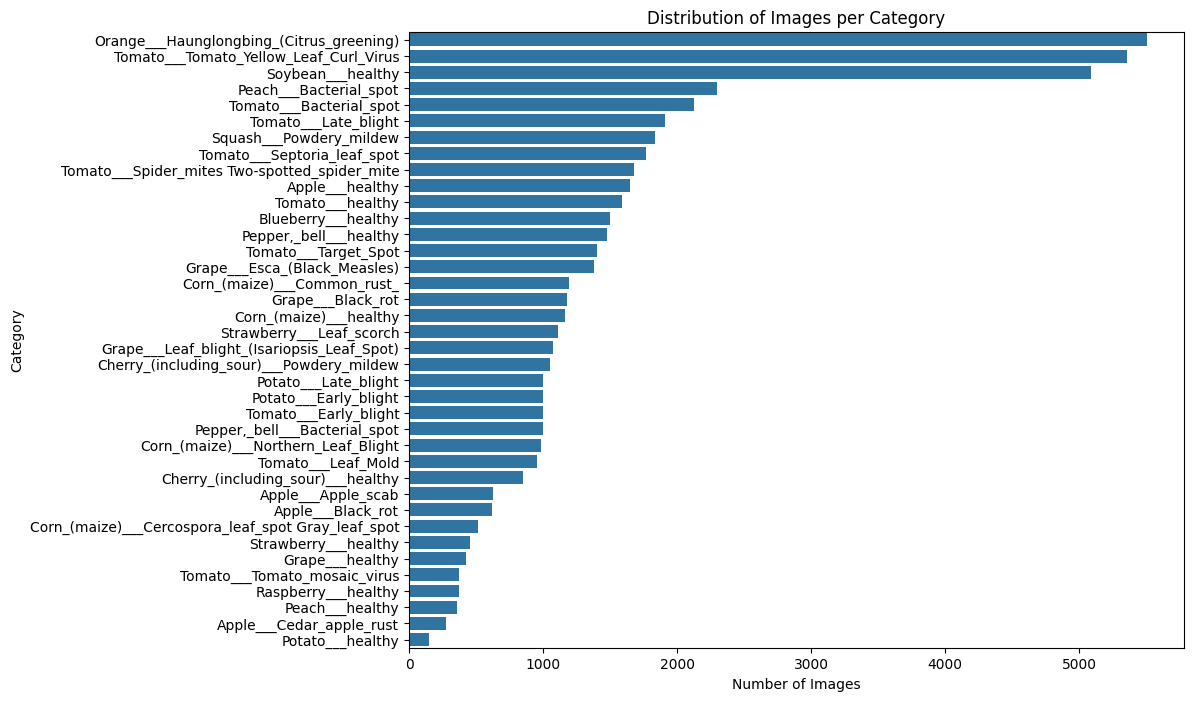 Distribution of Images per Category
Orange___Haunglongbing_(Citrus_greening)
Tomato___Tomato_Yellow_Leaf_Curl_Virus
Soybean___healthy
Peach___Bacterial_spot
Tomato___Bacterial_spot
Tomato___Late_blight
Squash___Powdery_mildew
Tomato___Septoria_leaf_spot
Tomato___Spider_mites Two-spotted_spider_mite
Apple___healthy
Tomato___healthy
Blueberry___healthy
Pepper,_bell___healthy
Tomato___Target_Spot
Grape___Esca_(Black_Measles)
Corn_(maize)___Common_rust_
Grape___Black_rot
Corn_(maize)___healthy
Strawberry___Leaf_scorch
Grape___Leaf_blight_(Isariopsis_Leaf_Spot)
Cherry_(including_sour)___Powdery_mildew
Potato___Late_blight
Potato___Early_blight
Tomato___Early_blight
Pepper,_bell___Bacterial_spot
Corn_(maize)___Northern_Leaf_Blight
Tomato___Leaf_Mold
Cherry_(including_sour)___healthy
Apple___Apple_scab
Apple___Black_rot
Corn_(maize)___Cercospora_leaf_spot Gray_leaf_spot
Strawberry___healthy
Grape___healthy
Tomato___Tomato_mosaic_virus
Raspberry___healthy
Peach___healthy
Apple___Cedar_apple_rust
Potato___healthy
Category
0 1000 2000 3000 4000 5000
Number of Images